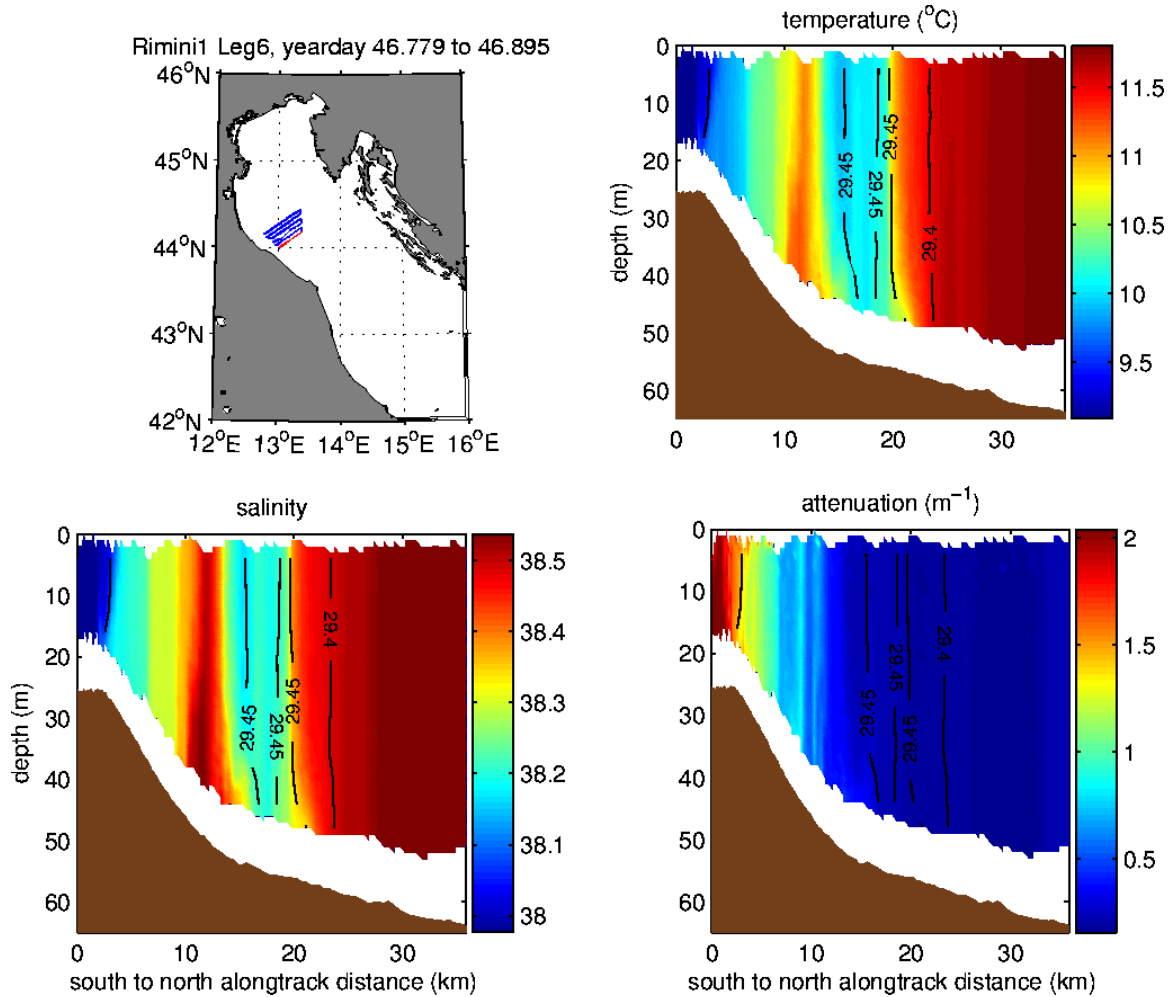 Rimini1 Leg6, yearday 46.779 to 46.895
46°N
45°N
44°N
43°N
42°N
12°E 13°E 14°E 15°E 16°E
temperature (°C)
0
10
20
30
40
50
60
depth (m)
0 10 20 30
29.45
29.45
29.45
29.4
11.5
11
10.5
10
9.5
salinity
0
10
20
30
40
50
60
depth (m)
0 10 20 30
south to north alongtrack distance (km)
29.45
29.45
29.45
29.4
38.5
38.4
38.3
38.2
38.1
38
attenuation (m⁻¹)
0
10
20
30
40
50
60
0 10 20 30
south to north alongtrack distance (km)
29.45
29.45
29.45
29.4
2
1.5
1
0.5